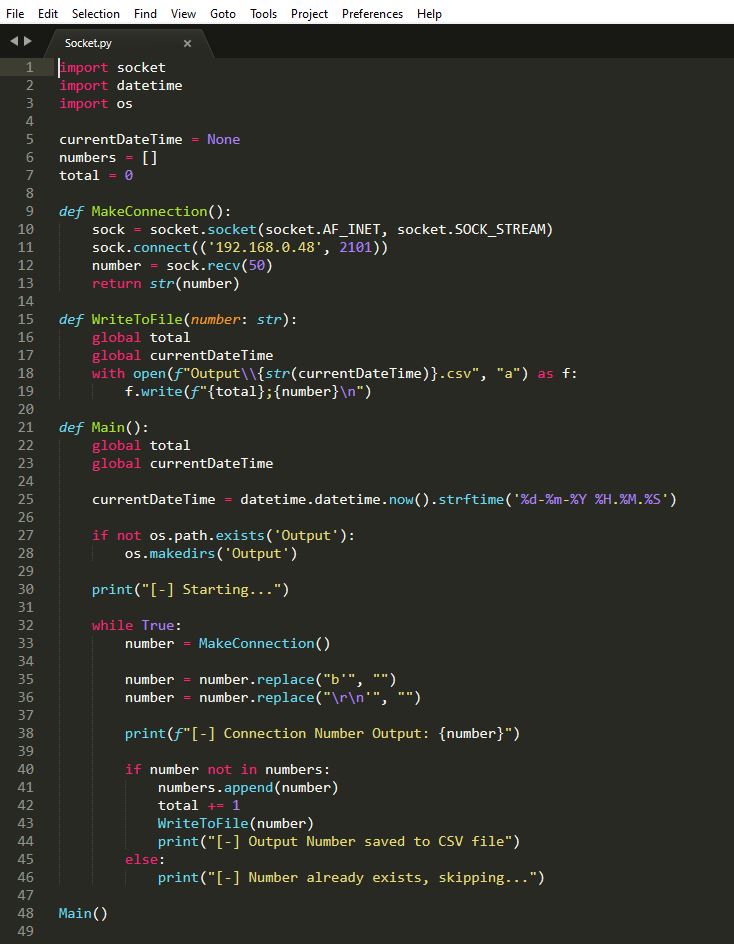 File Edit Selection Find View Goto Tools Project Preferences Help
Socket.py ×
1 import socket
2 import datetime
3 import os
4
5 currentDateTime = None
6 numbers = []
7 total = 0
8
9 def MakeConnection():
10     sock = socket.socket(socket.AF_INET, socket.SOCK_STREAM)
11     sock.connect(('192.168.0.48', 2101))
12     number = sock.recv(50)
13     return str(number)
14
15 def WriteToFile(number: str):
16     global total
17     global currentDateTime
18     with open(f"Output\\{str(currentDateTime)}.csv", "a") as f:
19         f.write(f"{total};{number}\n")
20
21 def Main():
22     global total
23     global currentDateTime
24
25     currentDateTime = datetime.datetime.now().strftime('%d-%m-%Y %H.%M.%S')
26
27     if not os.path.exists('Output'):
28         os.makedirs('Output')
29
30     print("[-] Starting...")
31
32     while True:
33         number = MakeConnection()
34
35         number = number.replace("b'", "")
36         number = number.replace("\r\n'", "")
37
38         print(f"[-] Connection Number Output: {number}")
39
40         if number not in numbers:
41             numbers.append(number)
42             total += 1
43             WriteToFile(number)
44             print("[-] Output Number saved to CSV file")
45         else:
46             print("[-] Number already exists, skipping...")
47
48 Main()
49